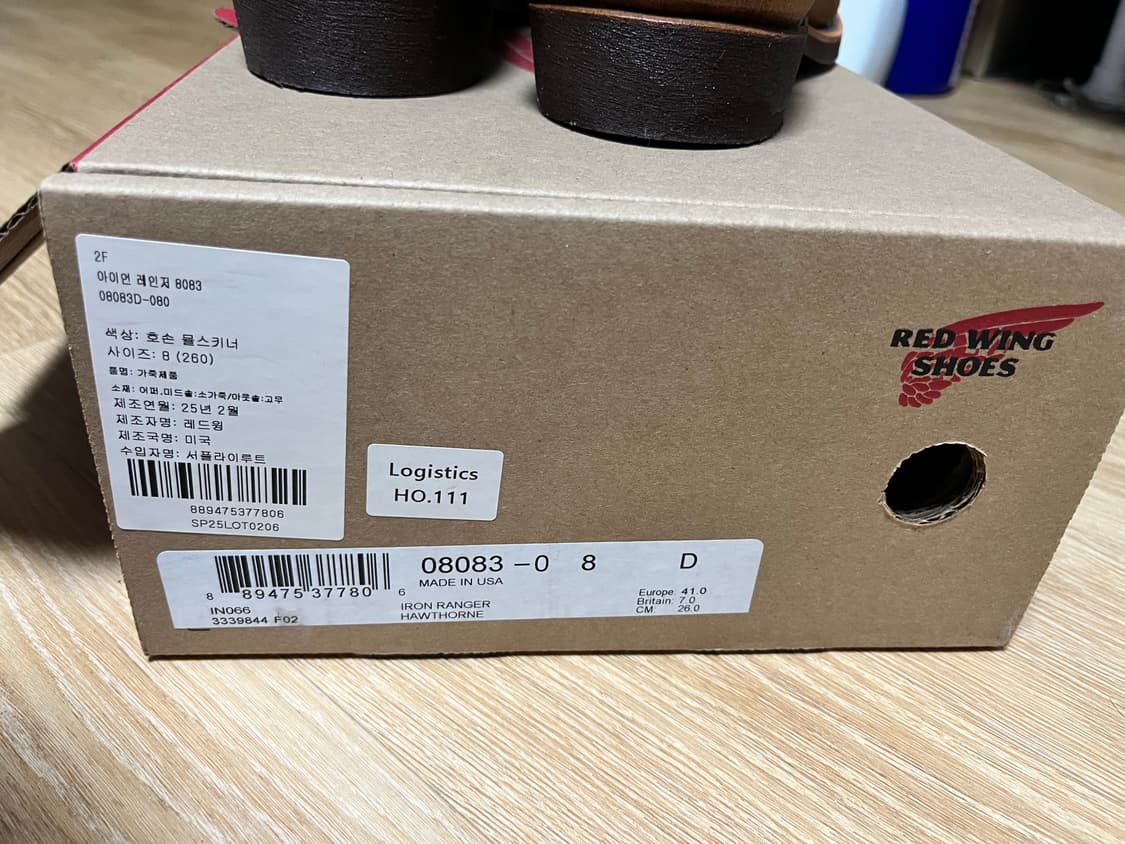 2F
아이언 레인저 8083
08083D-080
색상: 호손 뮬스키너
사이즈: 8 (260)
품명: 가죽제품
소재: 어퍼,미드솔:소가죽/아웃솔:고무
제조연월: 25년 2월
제조자명: 레드윙
제조국명: 미국
수입자명: 서플라이루트
889475377806
SP25LOT0206
Logistics
HO.111
RED WING
SHOES
08083 -0 8 D
MADE IN USA
8 89475 37780 6
IN066
3339844 F02
IRON RANGER
HAWTHORNE
Europe: 41.0
Britain: 7.0
CM: 26.0